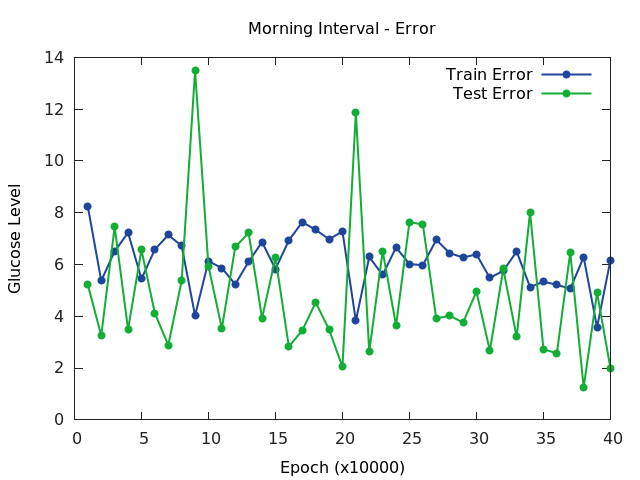 Morning Interval - Error
Train Error
Test Error
Glucose Level
14
12
10
8
6
4
2
0
0 5 10 15 20 25 30 35 40
Epoch (x10000)